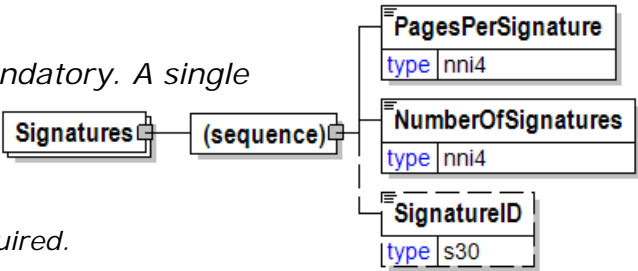 PagesPerSignature
type nni4
ndatory. A single
Signatures
(sequence)
NumberOfSignatures
type nni4
SignatureID
type s30
uired.